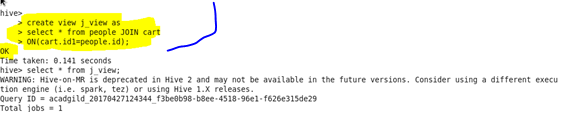 hive>
> create view j_view as
> select * from people JOIN cart
> ON(cart.id1=people.id);
OK
Time taken: 0.141 seconds
hive> select * from j_view;
WARNING: Hive-on-MR is deprecated in Hive 2 and may not be available in the future versions. Consider using a different execu
tion engine (i.e. spark, tez) or using Hive 1.X releases.
Query ID = acadgild_20170427124344_f3be0b98-b8ee-4518-96e1-f626e315de29
Total jobs = 1